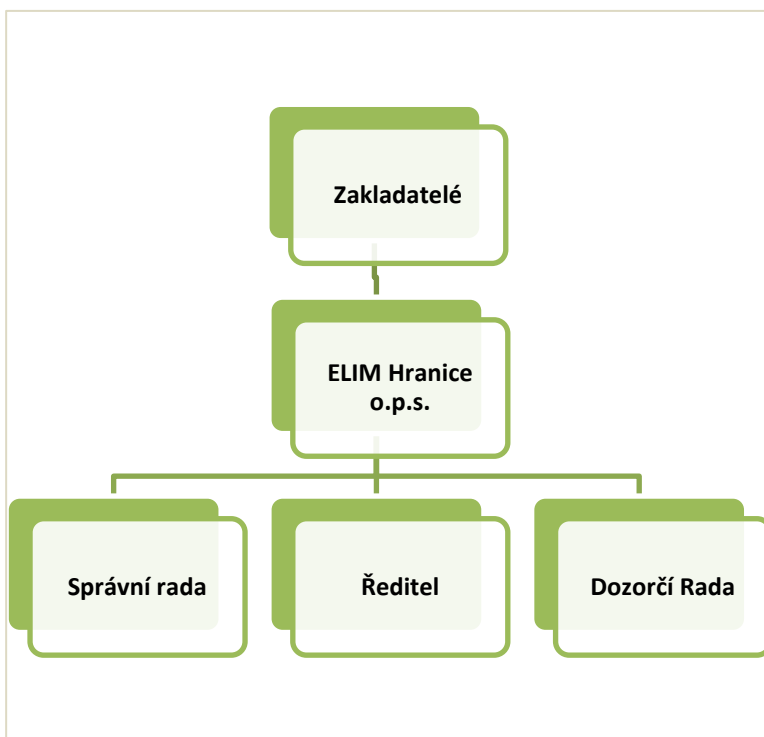 Zakladatelé
ELIM Hranice
o.p.s.
Správní rada
Ředitel
Dozorčí Rada